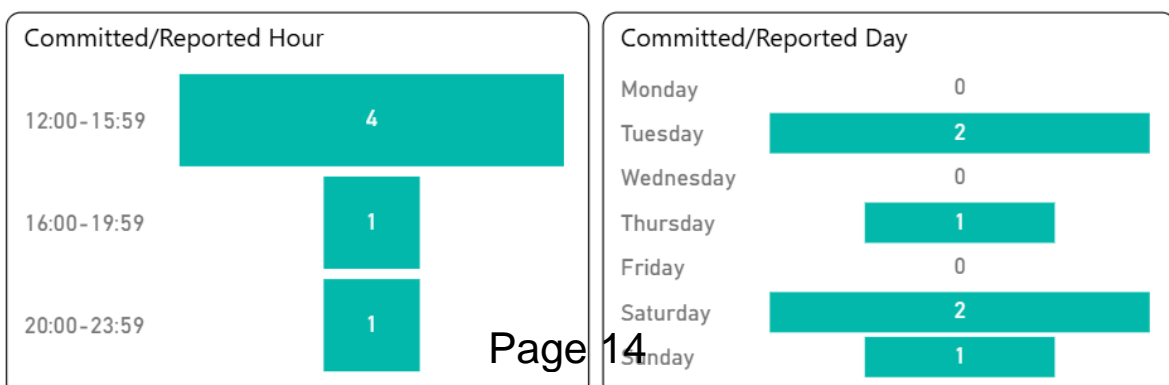 Committed/Reported Hour
12:00-15:59 4
16:00-19:59 1
20:00-23:59 1
Committed/Reported Day
Monday 0
Tuesday 2
Wednesday 0
Thursday 1
Friday 0
Saturday 2
Sunday 1
Page 14